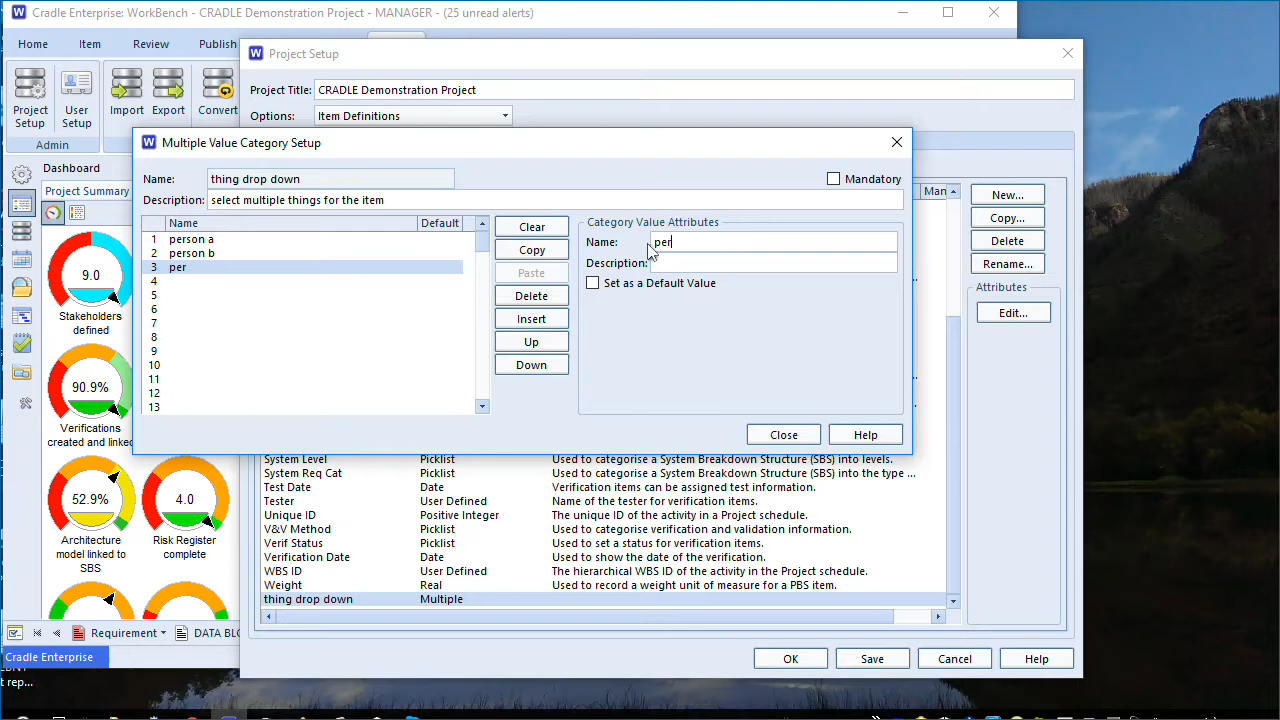 Cradle Enterprise: WorkBench - CRADLE Demonstration Project - MANAGER - (25 unread alerts)
Home Item Review Publish
Project Setup
Project Title: CRADLE Demonstration Project
Options: Item Definitions
Project Setup
User Setup
Import
Export
Convert
Admin
Multiple Value Category Setup
Name: thing drop down
Mandatory
Description: select multiple things for the item
Name Default
1 person a
2 person b
3 per
4
5
6
7
8
9
10
11
12
13
Clear
Copy
Paste
Delete
Insert
Up
Down
Category Value Attributes
Name: per
Description:
Set as a Default Value
Close
Help
Man
New...
Copy...
Delete
Rename...
Attributes
Edit...
Dashboard
Project Summary
9.0
Stakeholders
defined
90.9%
Verifications
created and linked
52.9%
Architecture
model linked to
SBS
4.0
Risk Register
complete
System Level Used to categorise a System Breakdown Structure (SBS) into levels.
System Req Cat Picklist Used to categorise a System Breakdown Structure (SBS) into the type ...
Test Date Date Verification items can be assigned test information.
Tester User Defined Name of the tester for verification items.
Unique ID Positive Integer The unique ID of the activity in a Project schedule.
V&V Method Picklist Used to categorise verification and validation information.
Verif Status Picklist Used to set a status for verification items.
Verification Date Date Used to show the date of the verification.
WBS ID User Defined The hierarchical WBS ID of the activity in the Project schedule.
Weight Real Used to record a weight unit of measure for a PBS item.
thing drop down Multiple
Requirement
Cradle Enterprise
OK
Save
Cancel
Help